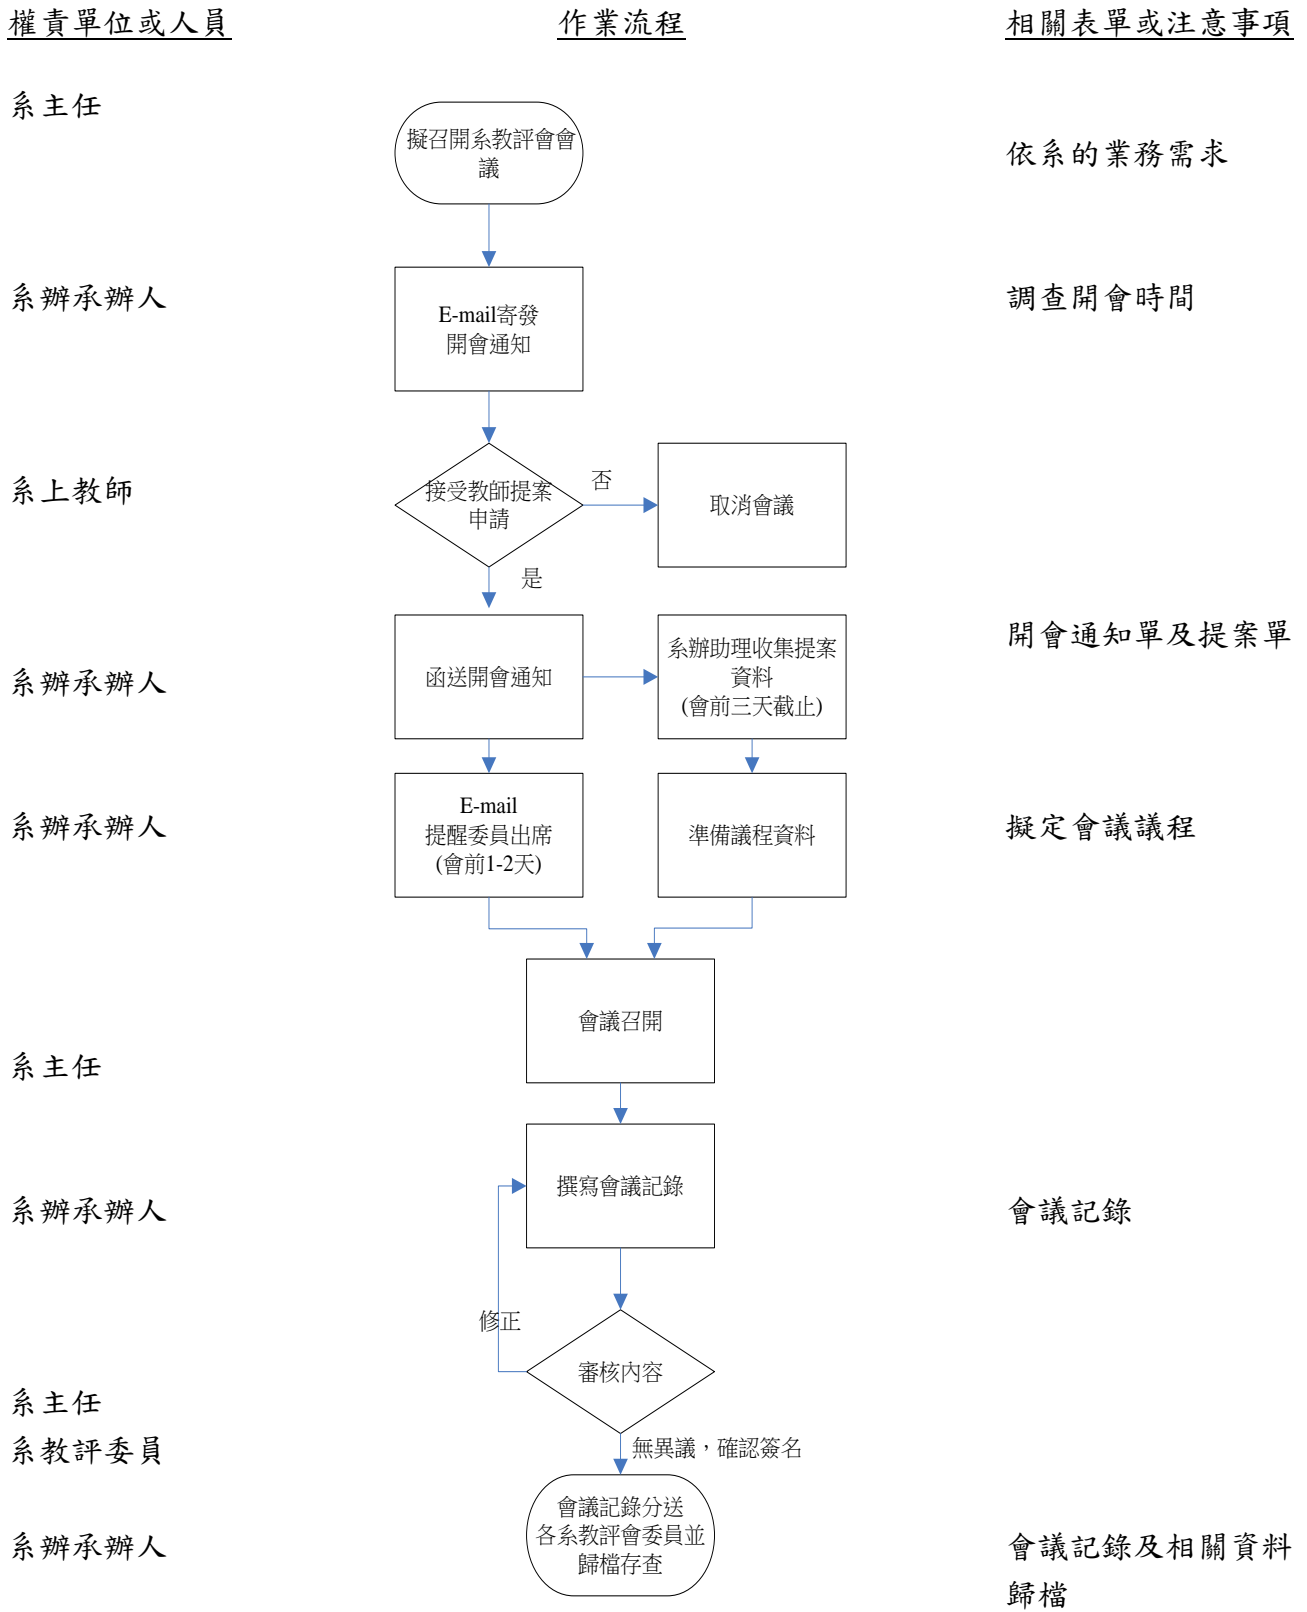 權責單位或人員
作業流程
相關表單或注意事項
系主任
擬召開系教評會會
議
依系的業務需求
系辦承辦人
E-mail寄發
開會通知
調查開會時間
系上教師
接受教師提案
申請
否
取消會議
是
系辦承辦人
函送開會通知
系辦助理收集提案
資料
(會前三天截止)
開會通知單及提案單
系辦承辦人
E-mail
提醒委員出席
(會前1-2天)
準備議程資料
擬定會議議程
會議召開
系主任
系辦承辦人
撰寫會議記錄
會議記錄
修正
審核內容
系主任
系教評委員
無異議，確認簽名
系辦承辦人
會議記錄分送
各系教評會委員並
歸檔存查
會議記錄及相關資料
歸檔